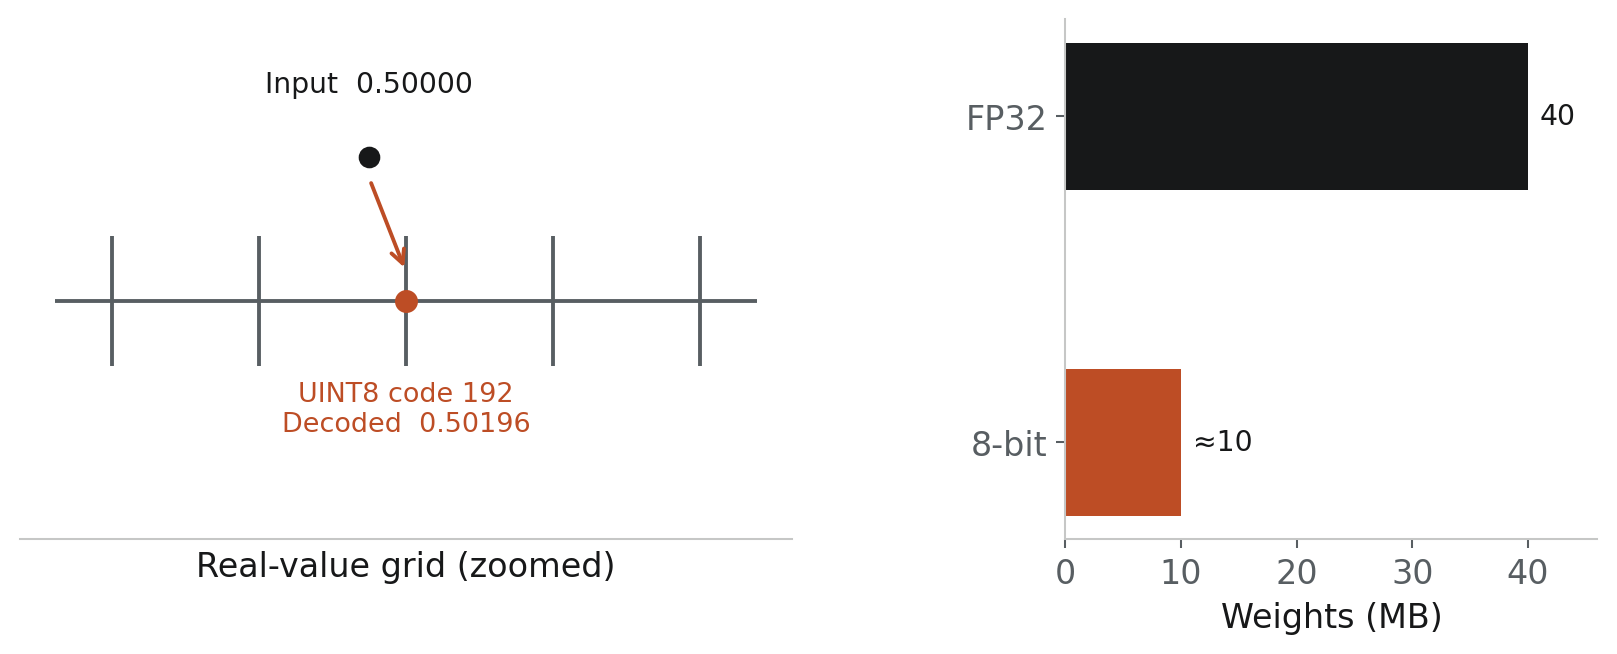 Input  0.50000
UINT8 code 192
Decoded  0.50196
Real-value grid (zoomed)
FP32
40
8-bit
≈10
0 10 20 30 40
Weights (MB)